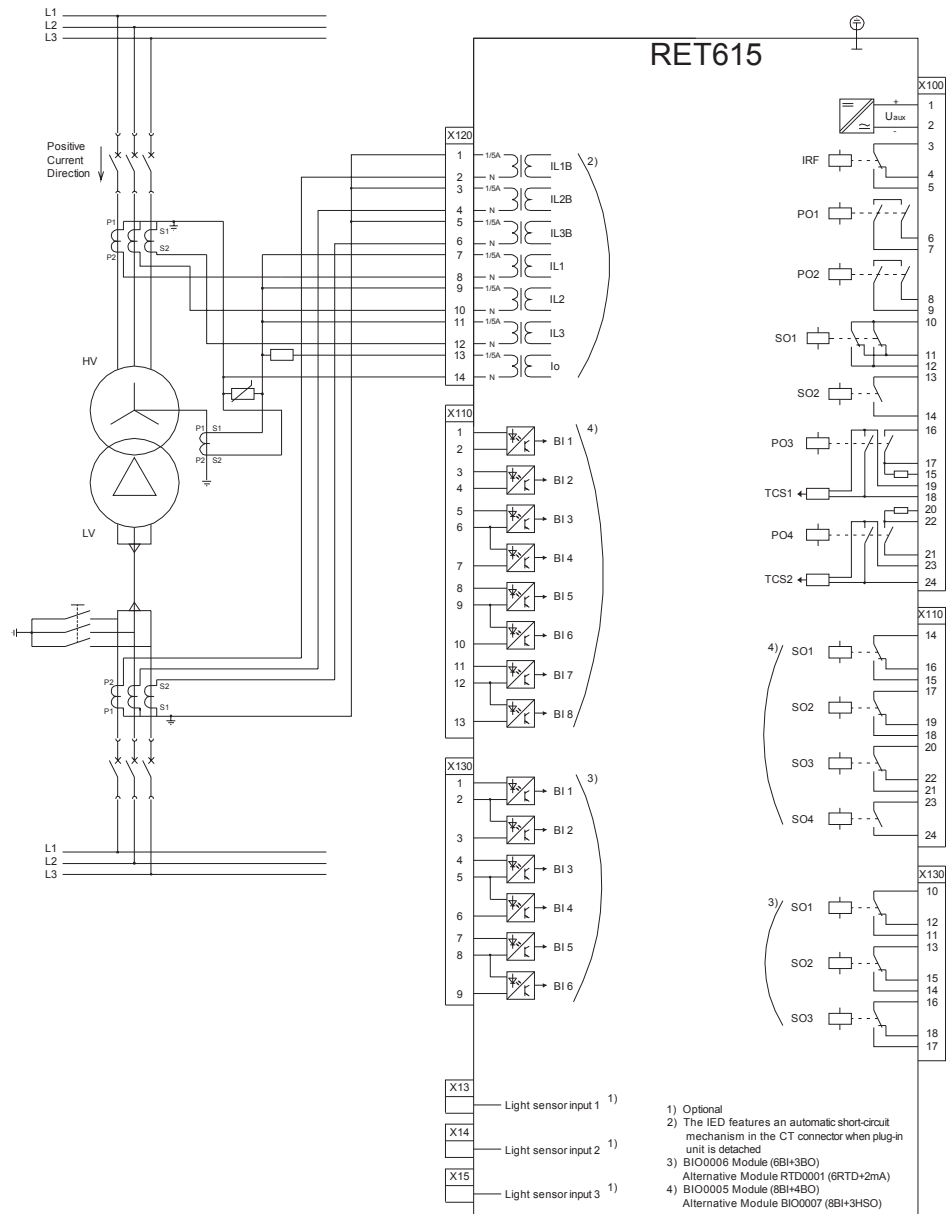 L1
L2
L3
RET615
Positive
Current
Direction
P1
S1
P2
S2
HV
P1 S1
P2 S2
LV
P2
S2
P1
S1
L1
L2
L3
X120
1 1/5A IL1B 2)
2 N
3 1/5A IL2B
4 N
5 1/5A IL3B
6 N
7 1/5A IL1
8 N
9 1/5A IL2
10 N
11 1/5A IL3
12 N
13 1/5A Io
14 N
X110
1 BI 1 4)
2
3 BI 2
4
5 BI 3
6
BI 4
7
8 BI 5
9
BI 6
10
11 BI 7
12
BI 8
13
X130
1 BI 1 3)
2
BI 2
3
4 BI 3
5
BI 4
6
7 BI 5
8
BI 6
9
X13
Light sensor input 1 1)
X14
Light sensor input 2 1)
X15
Light sensor input 3 1)
X100
+ 1
Uaux
- 2
IRF 3
4
5
PO1
6
7
PO2
8
9
10
SO1
11
12
13
SO2
14
16
PO3
17
15
19
TCS1 18
20
22
PO4
21
23
TCS2 24
X110
14
4) SO1
16
15
17
SO2
19
18
20
SO3
22
21
23
SO4
24
X130
10
3) SO1
12
11
13
SO2
15
14
16
SO3
18
17
1) Optional
2) The IED features an automatic short-circuit
mechanism in the CT connector when plug-in
unit is detached
3) BIO0006 Module (6BI+3BO)
Alternative Module RTD0001 (6RTD+2mA)
4) BIO0005 Module (8BI+4BO)
Alternative Module BIO0007 (8BI+3HSO)